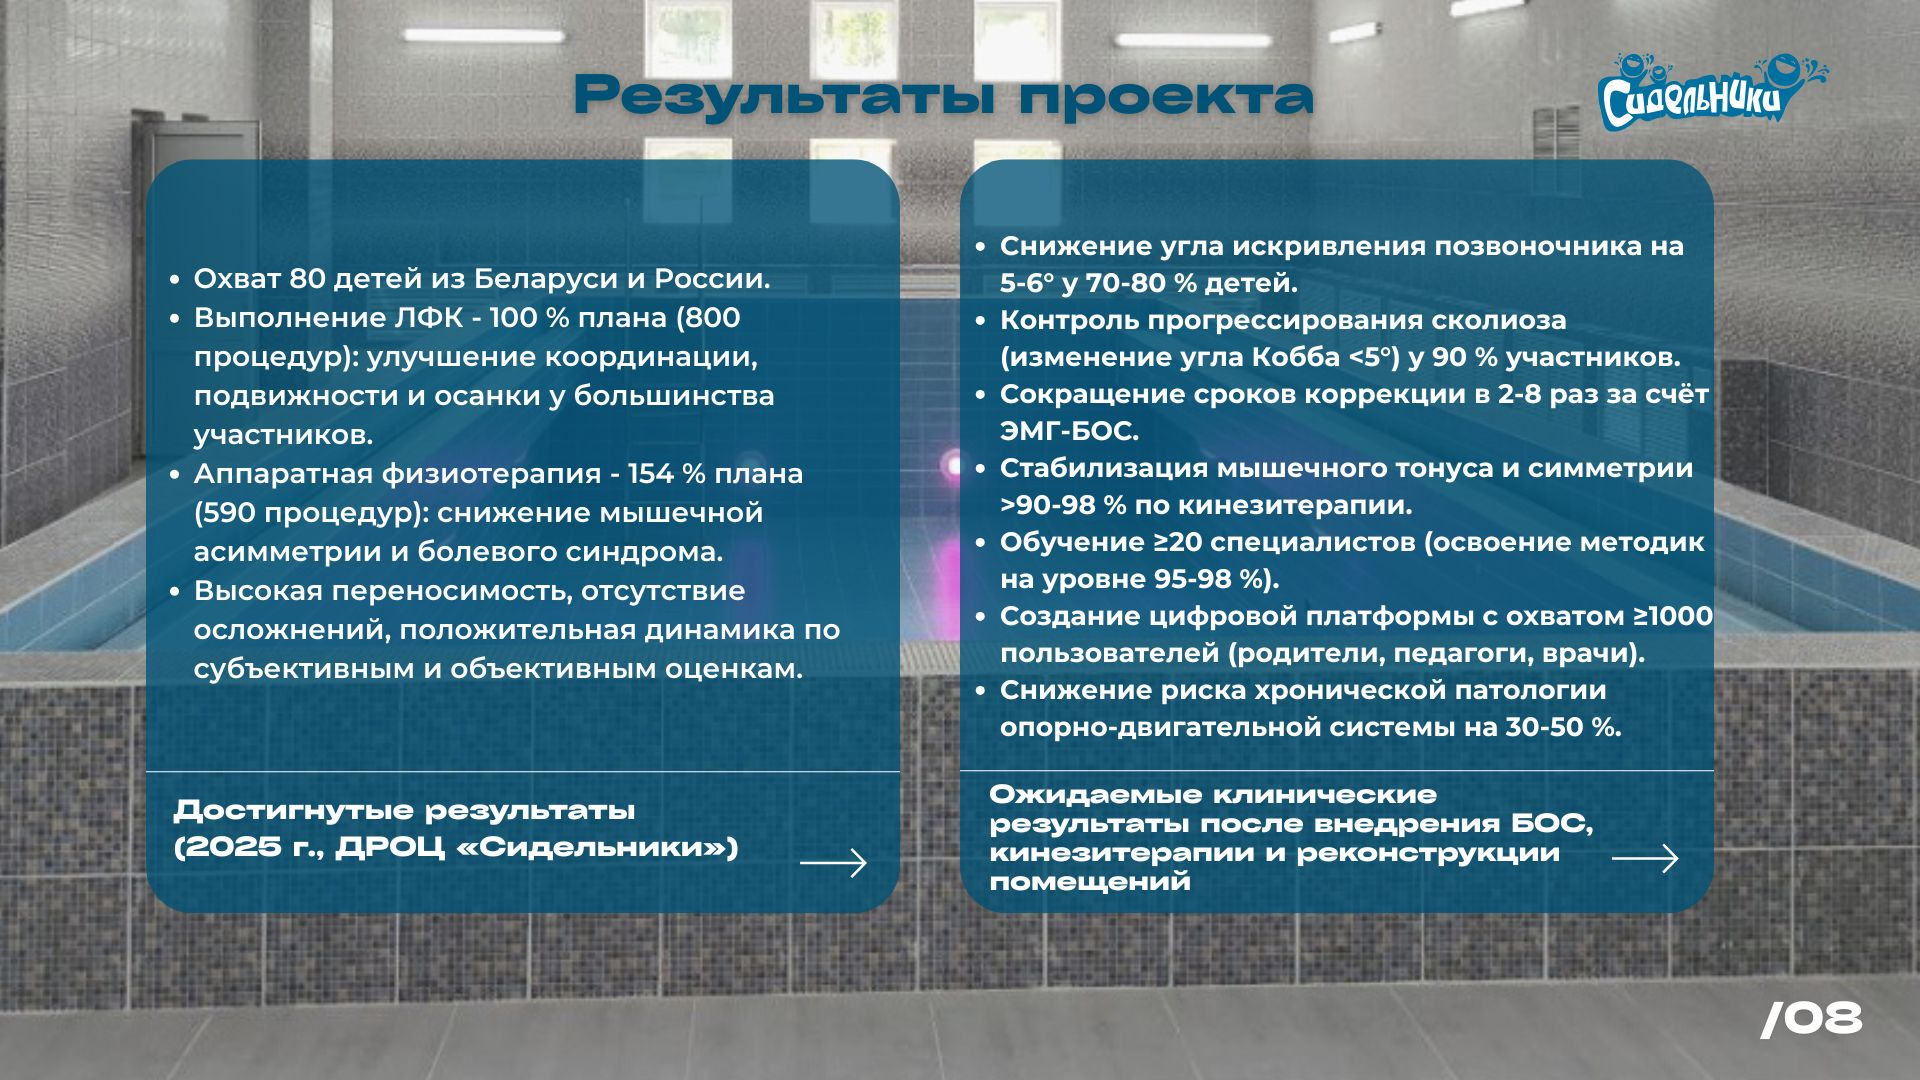 Результаты проекта
Сидельники
• Охват 80 детей из Беларуси и России.
• Выполнение ЛФК - 100 % плана (800
процедур): улучшение координации,
подвижности и осанки у большинства
участников.
• Аппаратная физиотерапия - 154 % плана
(590 процедур): снижение мышечной
асимметрии и болевого синдрома.
• Высокая переносимость, отсутствие
осложнений, положительная динамика по
субъективным и объективным оценкам.
Достигнутые результаты
(2025 г., ДРОЦ «Сидельники»)
• Снижение угла искривления позвоночника на
5-6° у 70-80 % детей.
• Контроль прогрессирования сколиоза
(изменение угла Кобба <5°) у 90 % участников.
• Сокращение сроков коррекции в 2-8 раз за счёт
ЭМГ-БОС.
• Стабилизация мышечного тонуса и симметрии
>90-98 % по кинезитерапии.
• Обучение ≥20 специалистов (освоение методик
на уровне 95-98 %).
• Создание цифровой платформы с охватом ≥1000
пользователей (родители, педагоги, врачи).
• Снижение риска хронической патологии
опорно-двигательной системы на 30-50 %.
Ожидаемые клинические
результаты после внедрения БОС,
кинезитерапии и реконструкции
помещений
/08